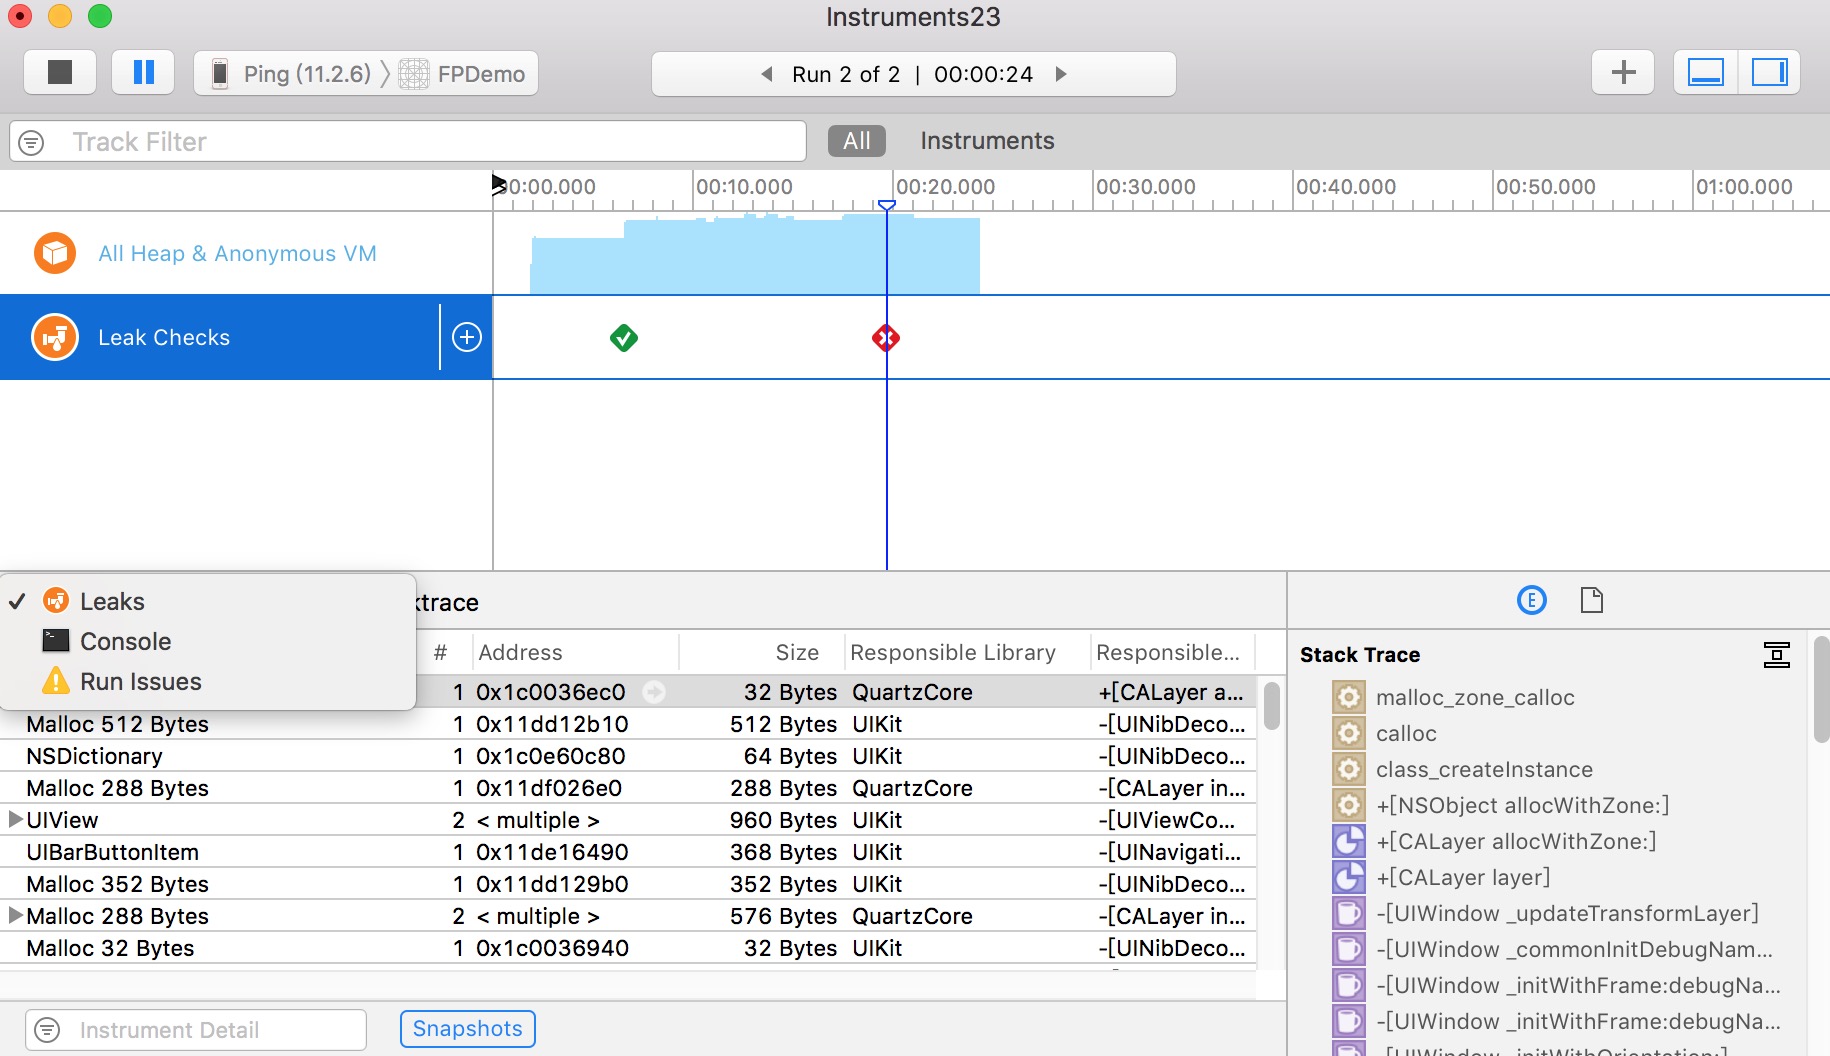 Instruments23
Ping (11.2.6) FPDemo
Run 2 of 2 | 00:00:24
Track Filter
All Instruments
00:00.000 00:10.000 00:20.000 00:30.000 00:40.000 00:50.000 01:00.000
All Heap & Anonymous VM
Leak Checks
Leaks
Console
Run Issues
ktrace
# Address Size Responsible Library Responsible...
1 0x1c0036ec0 32 Bytes QuartzCore +[CALayer a...
Malloc 512 Bytes 1 0x11dd12b10 512 Bytes UIKit -[UINibDeco...
NSDictionary 1 0x1c0e60c80 64 Bytes UIKit -[UINibDeco...
Malloc 288 Bytes 1 0x11df026e0 288 Bytes QuartzCore -[CALayer in...
UIView 2 < multiple > 960 Bytes UIKit -[UIViewCo...
UIBarButtonItem 1 0x11de16490 368 Bytes UIKit -[UINavigati...
Malloc 352 Bytes 1 0x11dd129b0 352 Bytes UIKit -[UINibDeco...
Malloc 288 Bytes 2 < multiple > 576 Bytes QuartzCore -[CALayer in...
Malloc 32 Bytes 1 0x1c0036940 32 Bytes UIKit -[UINibDeco...
Instrument Detail Snapshots
E
Stack Trace
malloc_zone_calloc
calloc
class_createInstance
+[NSObject allocWithZone:]
+[CALayer allocWithZone:]
+[CALayer layer]
-[UIWindow _updateTransformLayer]
-[UIWindow _commonInitDebugNam...
-[UIWindow _initWithFrame:debugNa...
-[UIWindow _initWithFrame:debugNa...
-[UIWindow _initWithOrientation:]